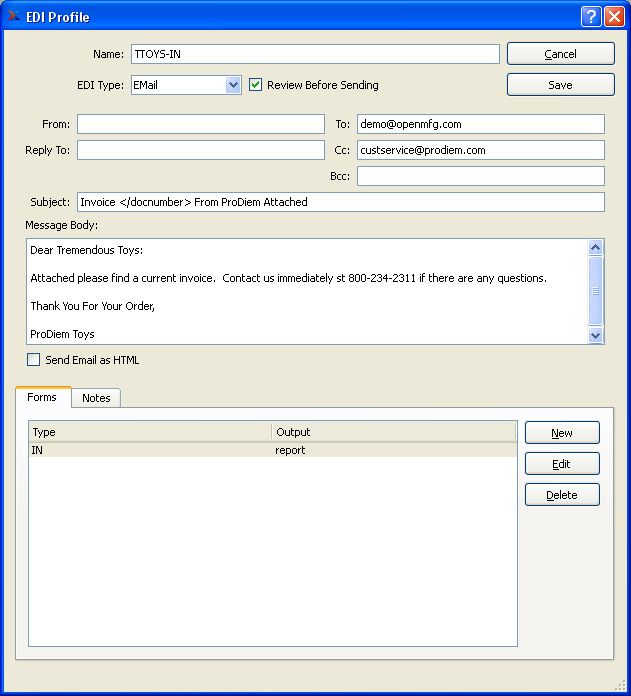 EDI Profile
Name: TTOYS-IN Cancel
EDI Type: EMail Review Before Sending Save
From: To: demo@openmfg.com
Reply To: Cc: custservice@prodiem.com
Bcc:
Subject: Invoice </docnumber> From ProDiem Attached
Message Body:
Dear Tremendous Toys:
Attached please find a current invoice. Contact us immediately st 800-234-2311 if there are any questions.
Thank You For Your Order,
ProDiem Toys
Send Email as HTML
Forms Notes
Type Output New
IN report
Edit
Delete